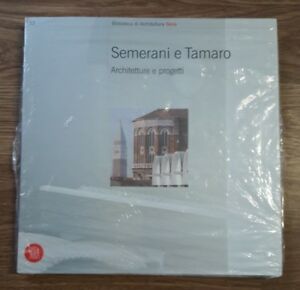 Biblioteca di Architettura Skira
Semerani e Tamaro
Architetture e progetti